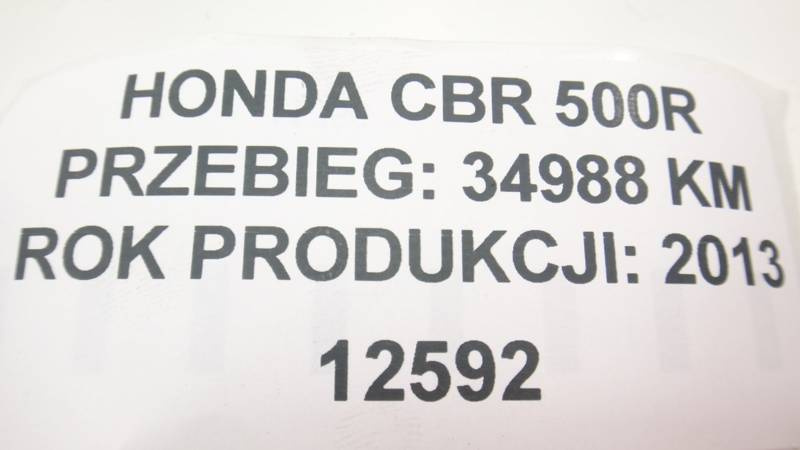 HONDA CBR 500R
PRZEBIEG: 34988 KM
ROK PRODUKCJI: 2013
12592